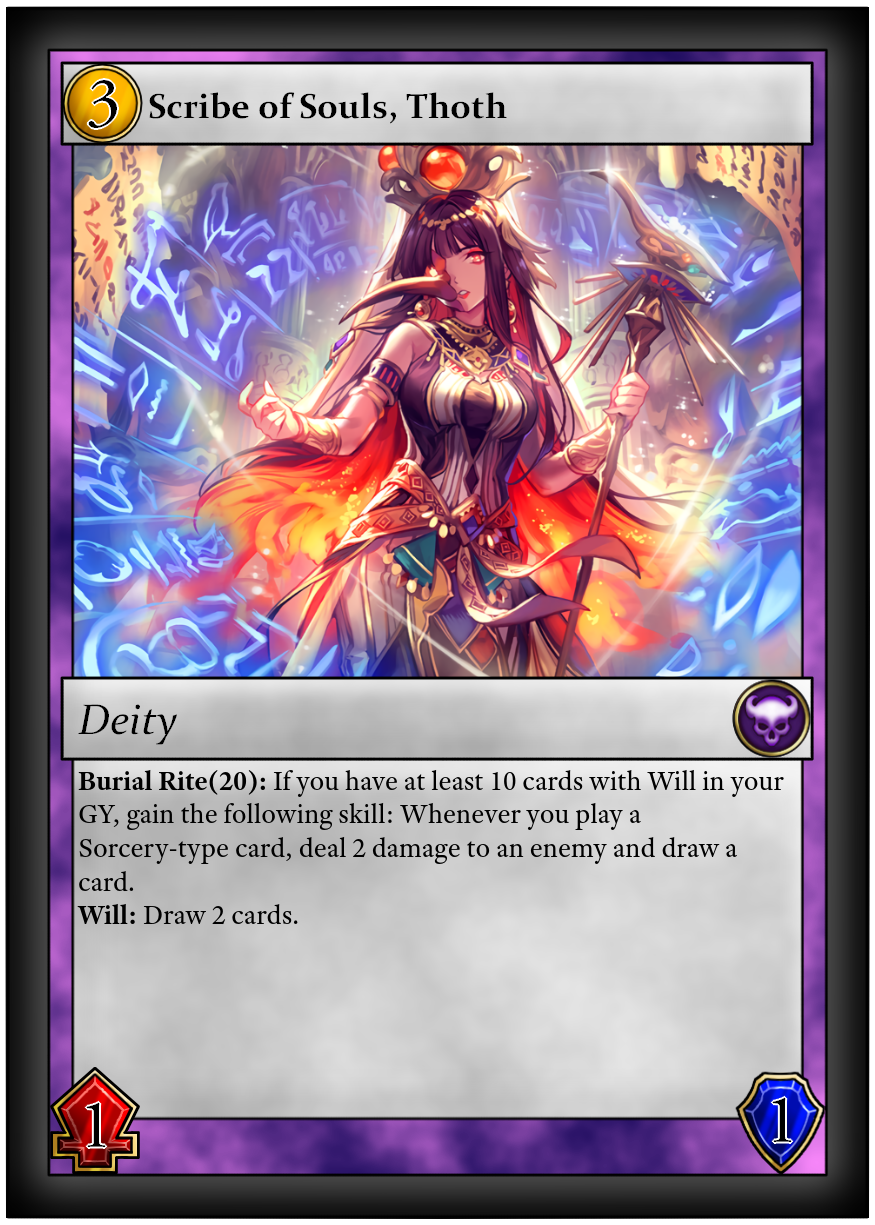 3
Scribe of Souls, Thoth
Deity
Burial Rite(20): If you have at least 10 cards with Will in your
GY, gain the following skill: Whenever you play a
Sorcery-type card, deal 2 damage to an enemy and draw a
card.
Will: Draw 2 cards.
1
1